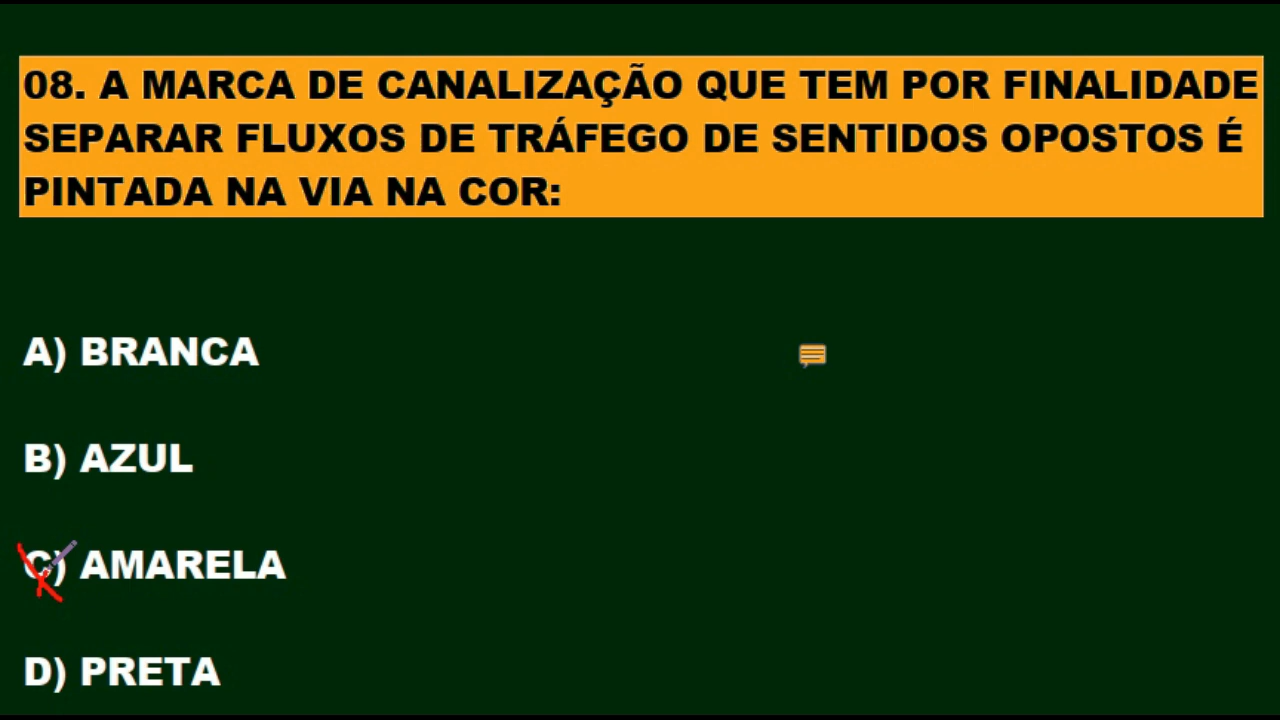 08. A MARCA DE CANALIZAÇÃO QUE TEM POR FINALIDADE
SEPARAR FLUXOS DE TRÁFEGO DE SENTIDOS OPOSTOS É
PINTADA NA VIA NA COR:
A) BRANCA
B) AZUL
C) AMARELA
D) PRETA